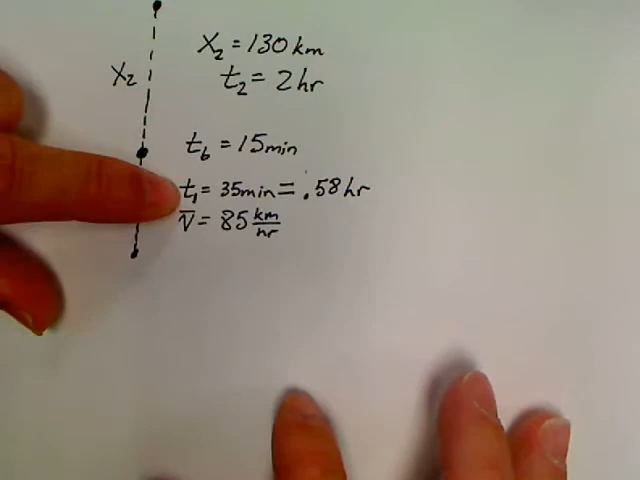 X₂ = 130 km
X₂
t₂ = 2 hr
t_b = 15 min
t₁ = 35 min = .58 hr
v̅ = 85 km/hr